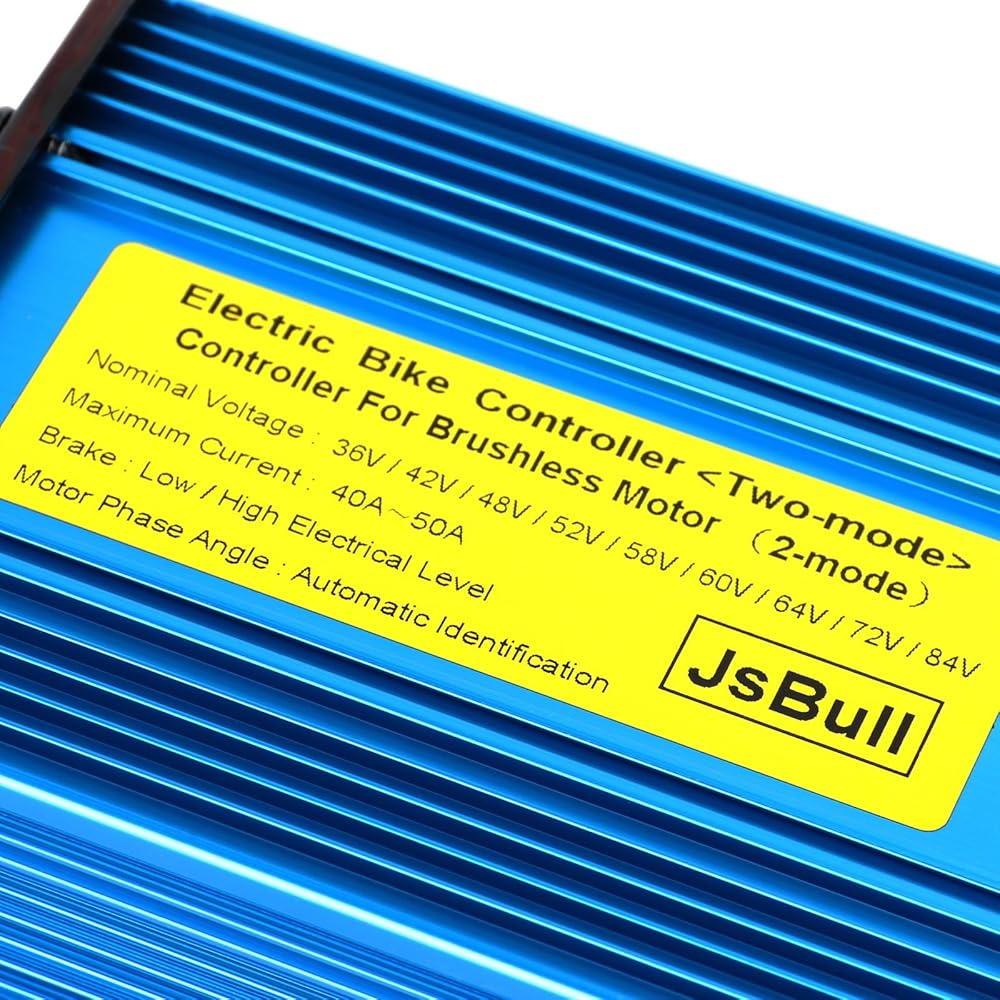 Electric Bike Controller <Two-mode>
Controller For Brushless Motor （2-mode）
Nominal Voltage : 36V / 42V / 48V / 52V / 58V / 60V / 64V / 72V / 84V
Maximum Current : 40A~50A
Brake : Low / High Electrical Level
Motor Phase Angle : Automatic Identification
JsBull